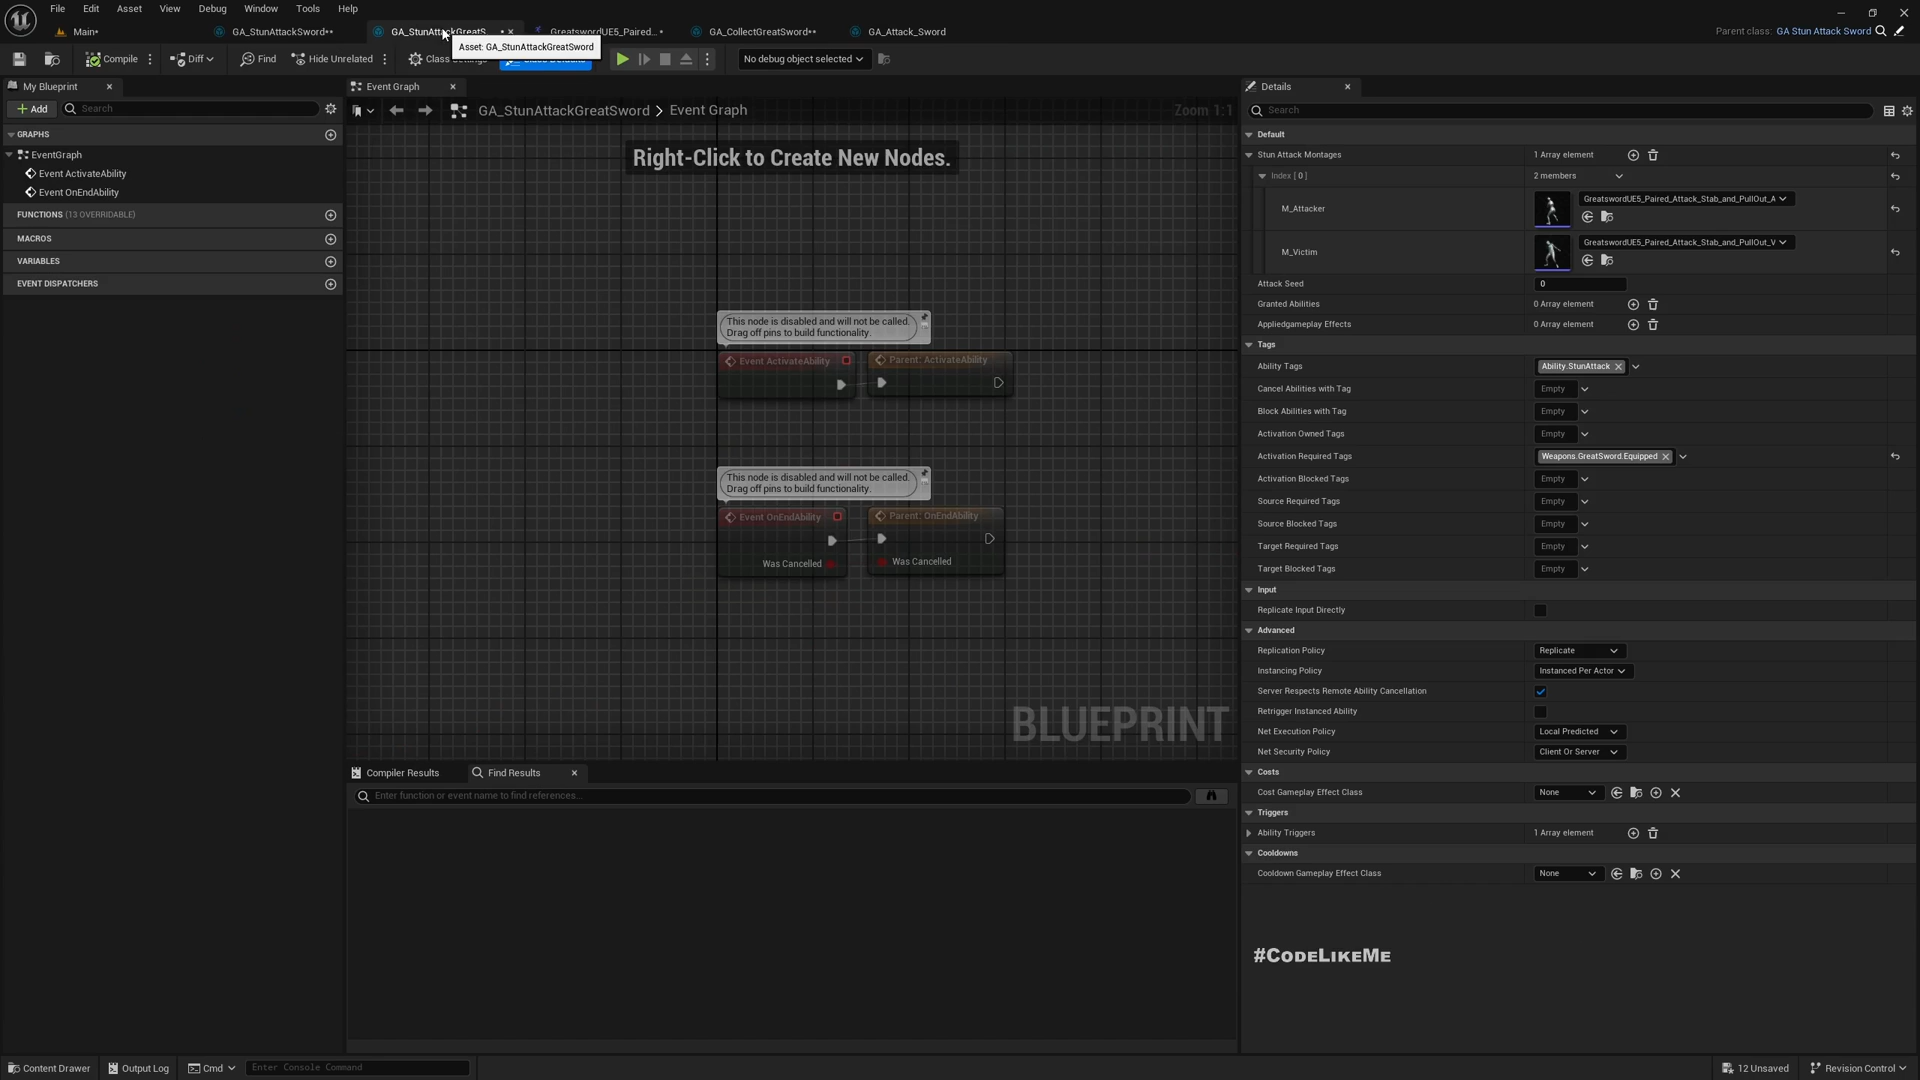 File Edit Asset View Debug Window Tools Help
Main*
GA_StunAttackSword**
GA_StunAttackGreatS...
GreatswordUE5_Paired...*
GA_CollectGreatSword**
GA_Attack_Sword
Parent class: GA Stun Attack Sword
Asset: GA_StunAttackGreatSword
Compile
Diff
Find
Hide Unrelated
No debug object selected
My Blueprint
Event Graph
Details
Add
Search
GA_StunAttackGreatSword > Event Graph
Zoom 1:1
Search
GRAPHS
EventGraph
Event ActivateAbility
Event OnEndAbility
FUNCTIONS (13 OVERRIDABLE)
MACROS
VARIABLES
EVENT DISPATCHERS
Right-Click to Create New Nodes.
This node is disabled and will not be called.
Drag off pins to build functionality.
Event ActivateAbility
Parent: ActivateAbility
This node is disabled and will not be called.
Drag off pins to build functionality.
Event OnEndAbility
Parent: OnEndAbility
Was Cancelled
Was Cancelled
BLUEPRINT
Compiler Results
Find Results
Enter function or event name to find references...
Default
Stun Attack Montages
1 Array element
Index [ 0 ]
2 members
M_Attacker
GreatswordUE5_Paired_Attack_Stab_and_PullOut_A
M_Victim
GreatswordUE5_Paired_Attack_Stab_and_PullOut_V
Attack Seed
0
Granted Abilities
0 Array element
Appliedgameplay Effects
0 Array element
Tags
Ability Tags
Ability.StunAttack
Cancel Abilities with Tag
Empty
Block Abilities with Tag
Empty
Activation Owned Tags
Empty
Activation Required Tags
Weapons.GreatSword.Equipped
Activation Blocked Tags
Empty
Source Required Tags
Empty
Source Blocked Tags
Empty
Target Required Tags
Empty
Target Blocked Tags
Empty
Input
Replicate Input Directly
Advanced
Replication Policy
Replicate
Instancing Policy
Instanced Per Actor
Server Respects Remote Ability Cancellation
Retrigger Instanced Ability
Net Execution Policy
Local Predicted
Net Security Policy
Client Or Server
Costs
Cost Gameplay Effect Class
None
Triggers
Ability Triggers
1 Array element
Cooldowns
Cooldown Gameplay Effect Class
None
#CodeLikeMe
Content Drawer
Output Log
Cmd
Enter Console Command
12 Unsaved
Revision Control